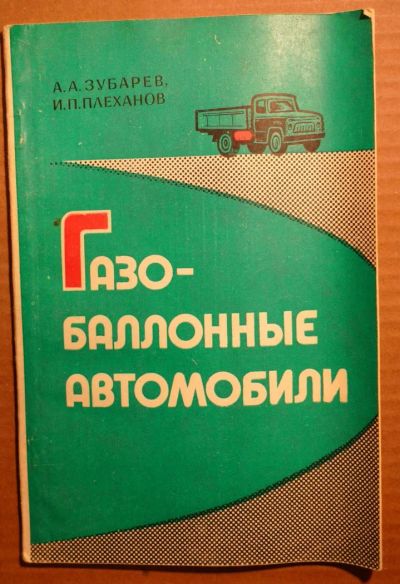 А.А.ЗУБАРЕВ,
И.П.ПЛЕХАНОВ
ГАЗО-
БАЛЛОННЫЕ
АВТОМОБИЛИ